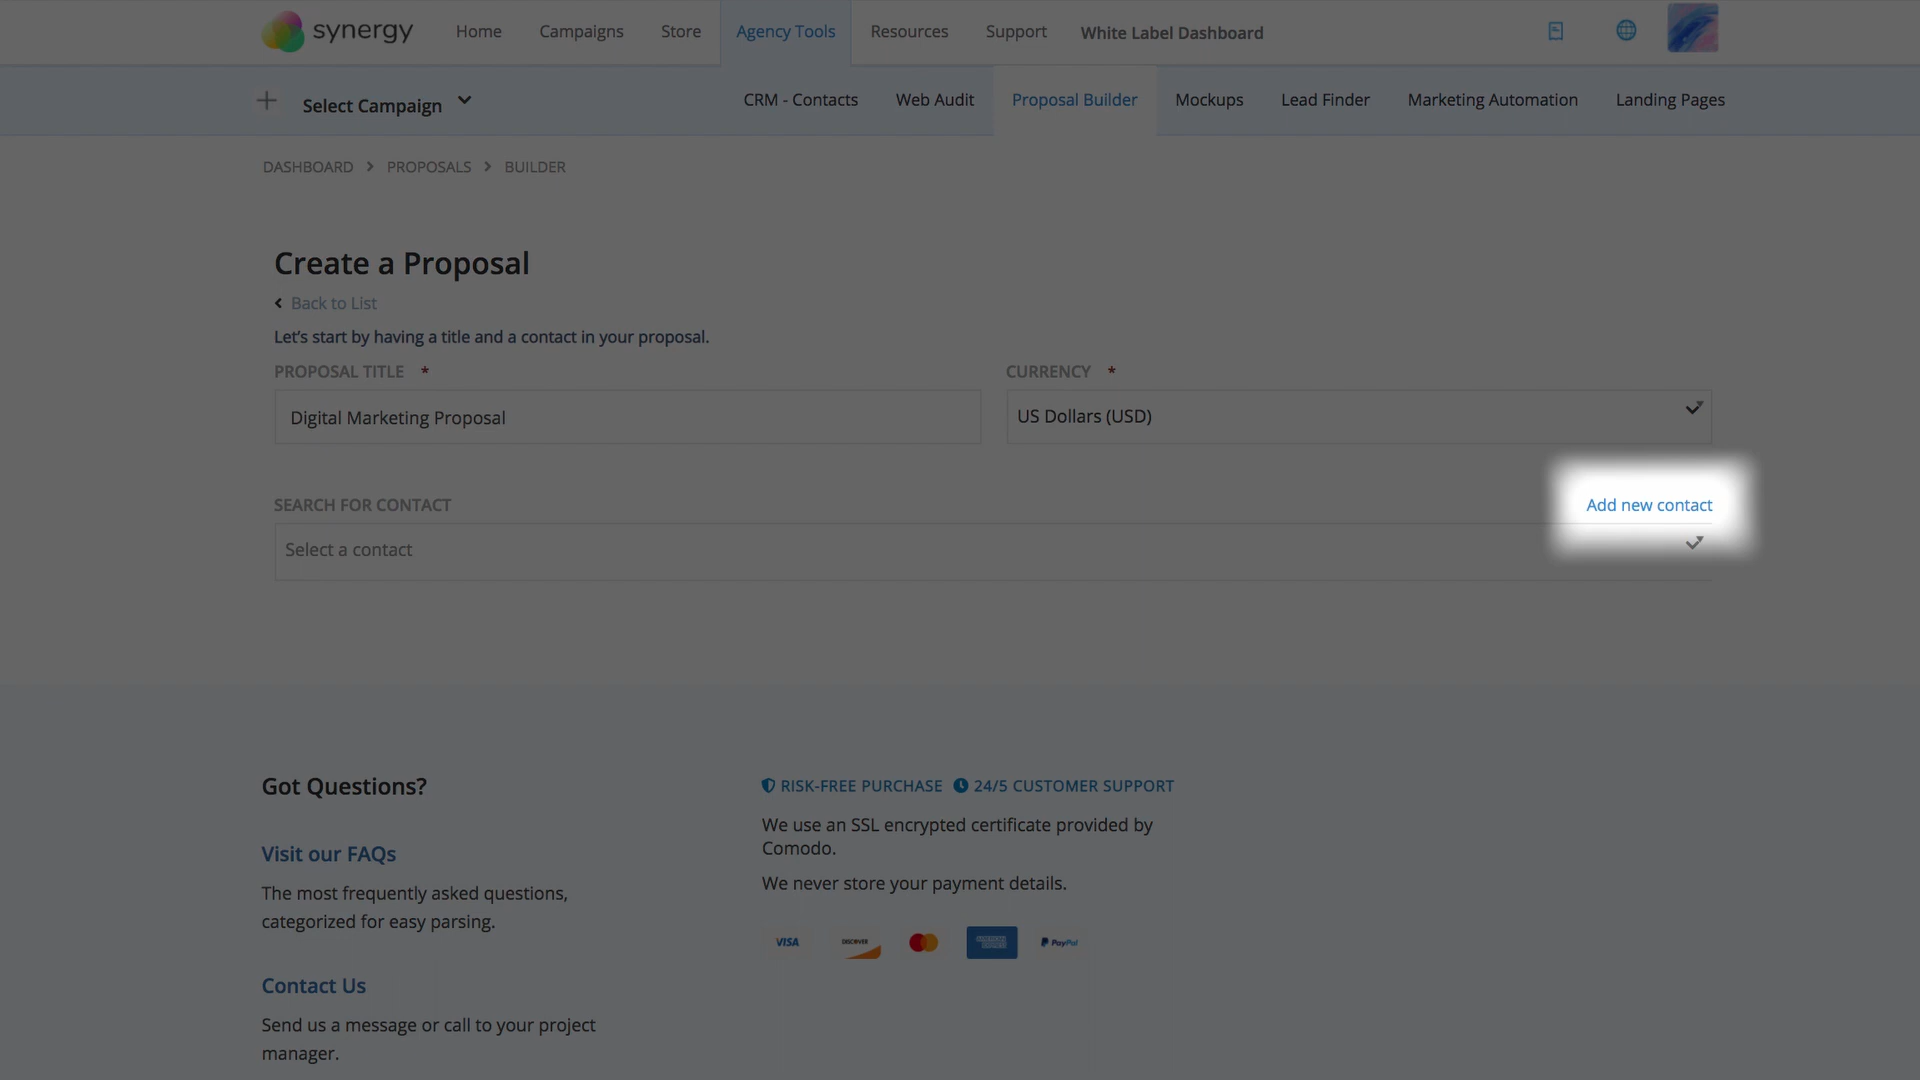 synergy
Home
Campaigns
Store
Agency Tools
Resources
Support
White Label Dashboard
Select Campaign
CRM - Contacts
Web Audit
Proposal Builder
Mockups
Lead Finder
Marketing Automation
Landing Pages
DASHBOARD > PROPOSALS > BUILDER
Create a Proposal
Back to List
Let's start by having a title and a contact in your proposal.
PROPOSAL TITLE *
CURRENCY *
Digital Marketing Proposal
US Dollars (USD)
SEARCH FOR CONTACT
Add new contact
Select a contact
Got Questions?
Visit our FAQs
The most frequently asked questions,
categorized for easy parsing.
Contact Us
Send us a message or call to your project
manager.
RISK-FREE PURCHASE
24/5 CUSTOMER SUPPORT
We use an SSL encrypted certificate provided by
Comodo.
We never store your payment details.
VISA
DISCOVER
AMERICAN EXPRESS
PayPal